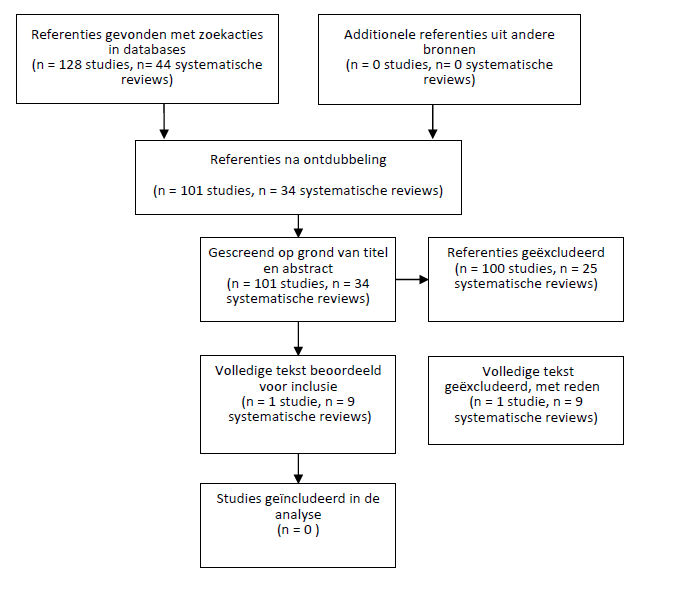 Referenties gevonden met zoekacties
in databases
(n = 128 studies, n= 44 systematische
reviews)
Additionele referenties uit andere
bronnen
(n = 0 studies, n= 0 systematische
reviews)
Referenties na ontdubbeling
(n = 101 studies, n = 34 systematische reviews)
Gescreend op grond van titel
en abstract
(n = 101 studies, n = 34
systematische reviews)
Referenties geëxcludeerd
(n = 100 studies, n = 25
systematische reviews)
Volledige tekst beoordeeld
voor inclusie
(n = 1 studie, n = 9
systematische reviews)
Volledige tekst
geëxcludeerd, met reden
(n = 1 studie, n = 9
systematische reviews)
Studies geïncludeerd in de
analyse
(n = 0 )